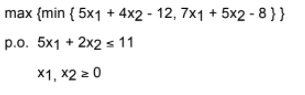 max {min { 5x1 + 4x2 - 12, 7x1 + 5x2 - 8 } }
p.o. 5x1 + 2x2 ≤ 11
x1, x2 ≥ 0